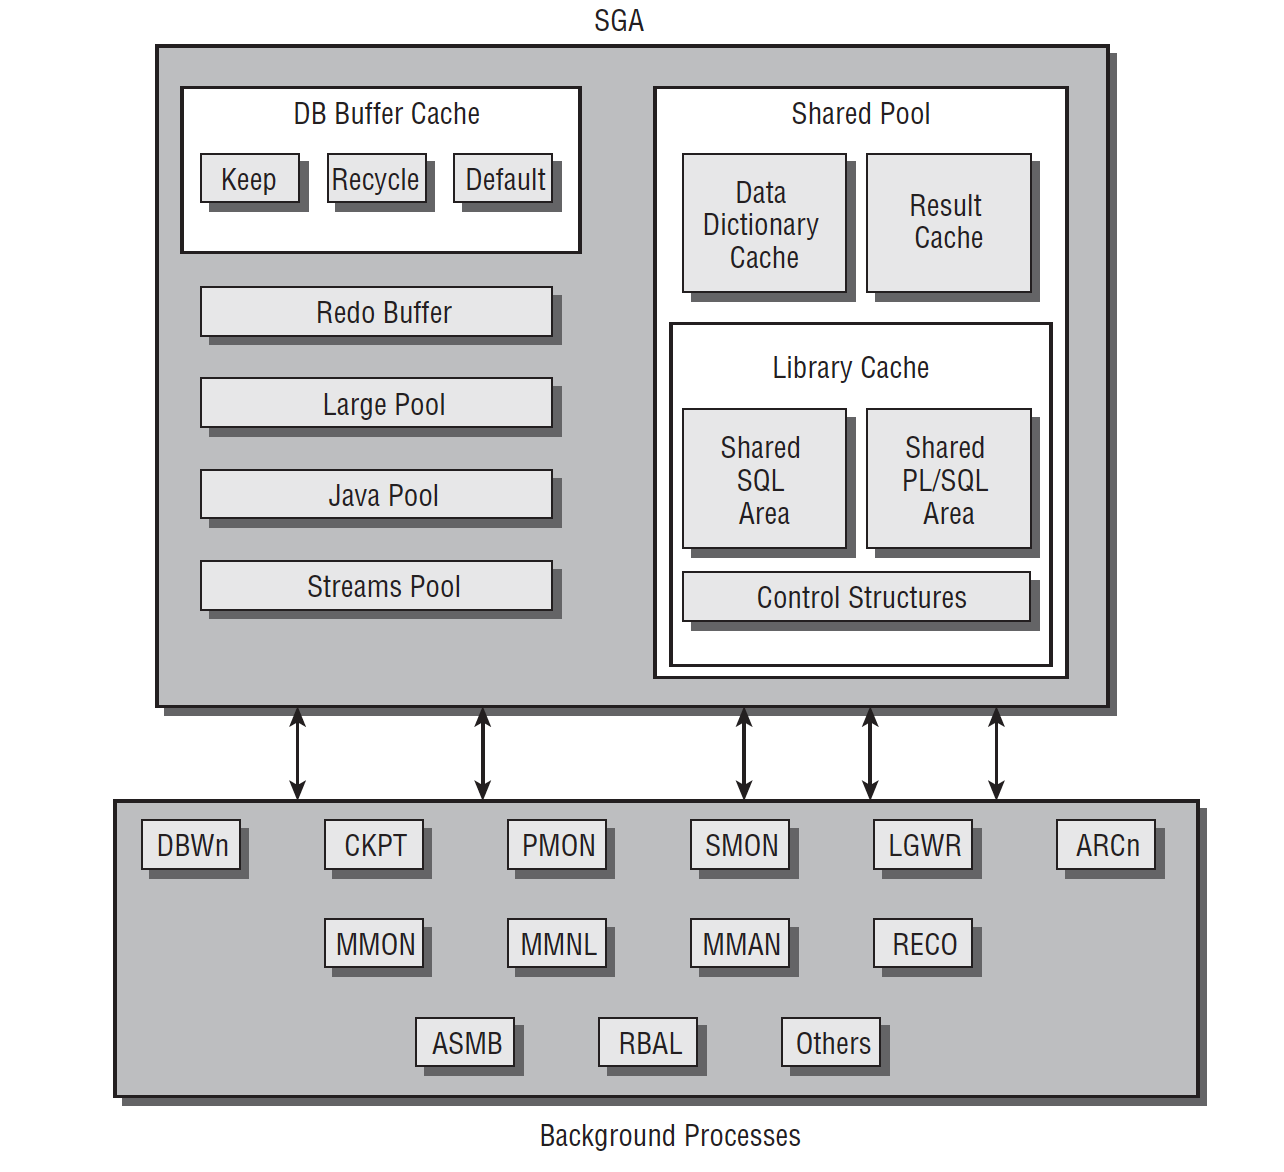 SGA
DB Buffer Cache
Keep
Recycle
Default
Redo Buffer
Large Pool
Java Pool
Streams Pool
Shared Pool
Data
Dictionary
Cache
Result
Cache
Library Cache
Shared
SQL
Area
Shared
PL/SQL
Area
Control Structures
DBWn
CKPT
PMON
SMON
LGWR
ARCn
MMON
MMNL
MMAN
RECO
ASMB
RBAL
Others
Background Processes